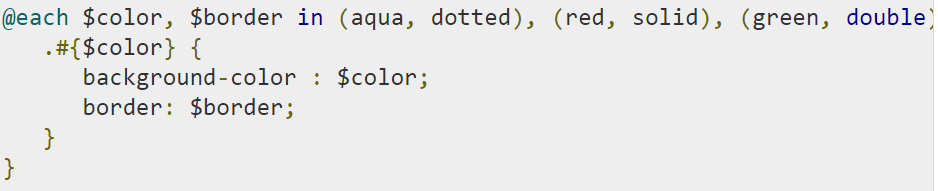 @each $color, $border in (aqua, dotted), (red, solid), (green, double)
.#{$color} {
background-color : $color;
border: $border;
}
}